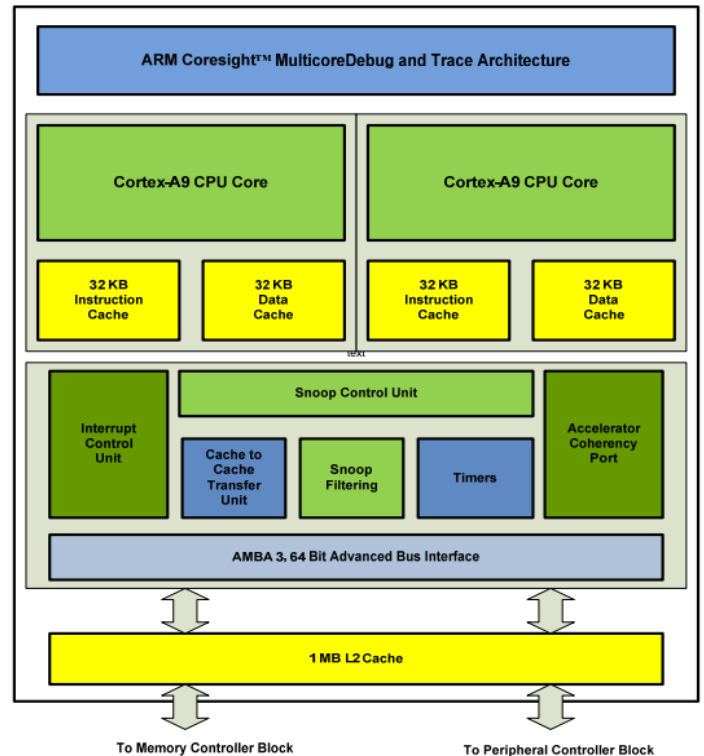 ARM Coresight™ MulticoreDebug and Trace Architecture
Cortex-A9 CPU Core
Cortex-A9 CPU Core
32 KB
Instruction
Cache
32 KB
Data
Cache
32 KB
Instruction
Cache
32 KB
Data
Cache
text
Interrupt
Control
Unit
Snoop Control Unit
Accelerator
Coherency
Port
Cache to
Cache
Transfer
Unit
Snoop
Filtering
Timers
AMBA 3, 64 Bit Advanced Bus Interface
1 MB L2 Cache
To Memory Controller Block
To Peripheral Controller Block